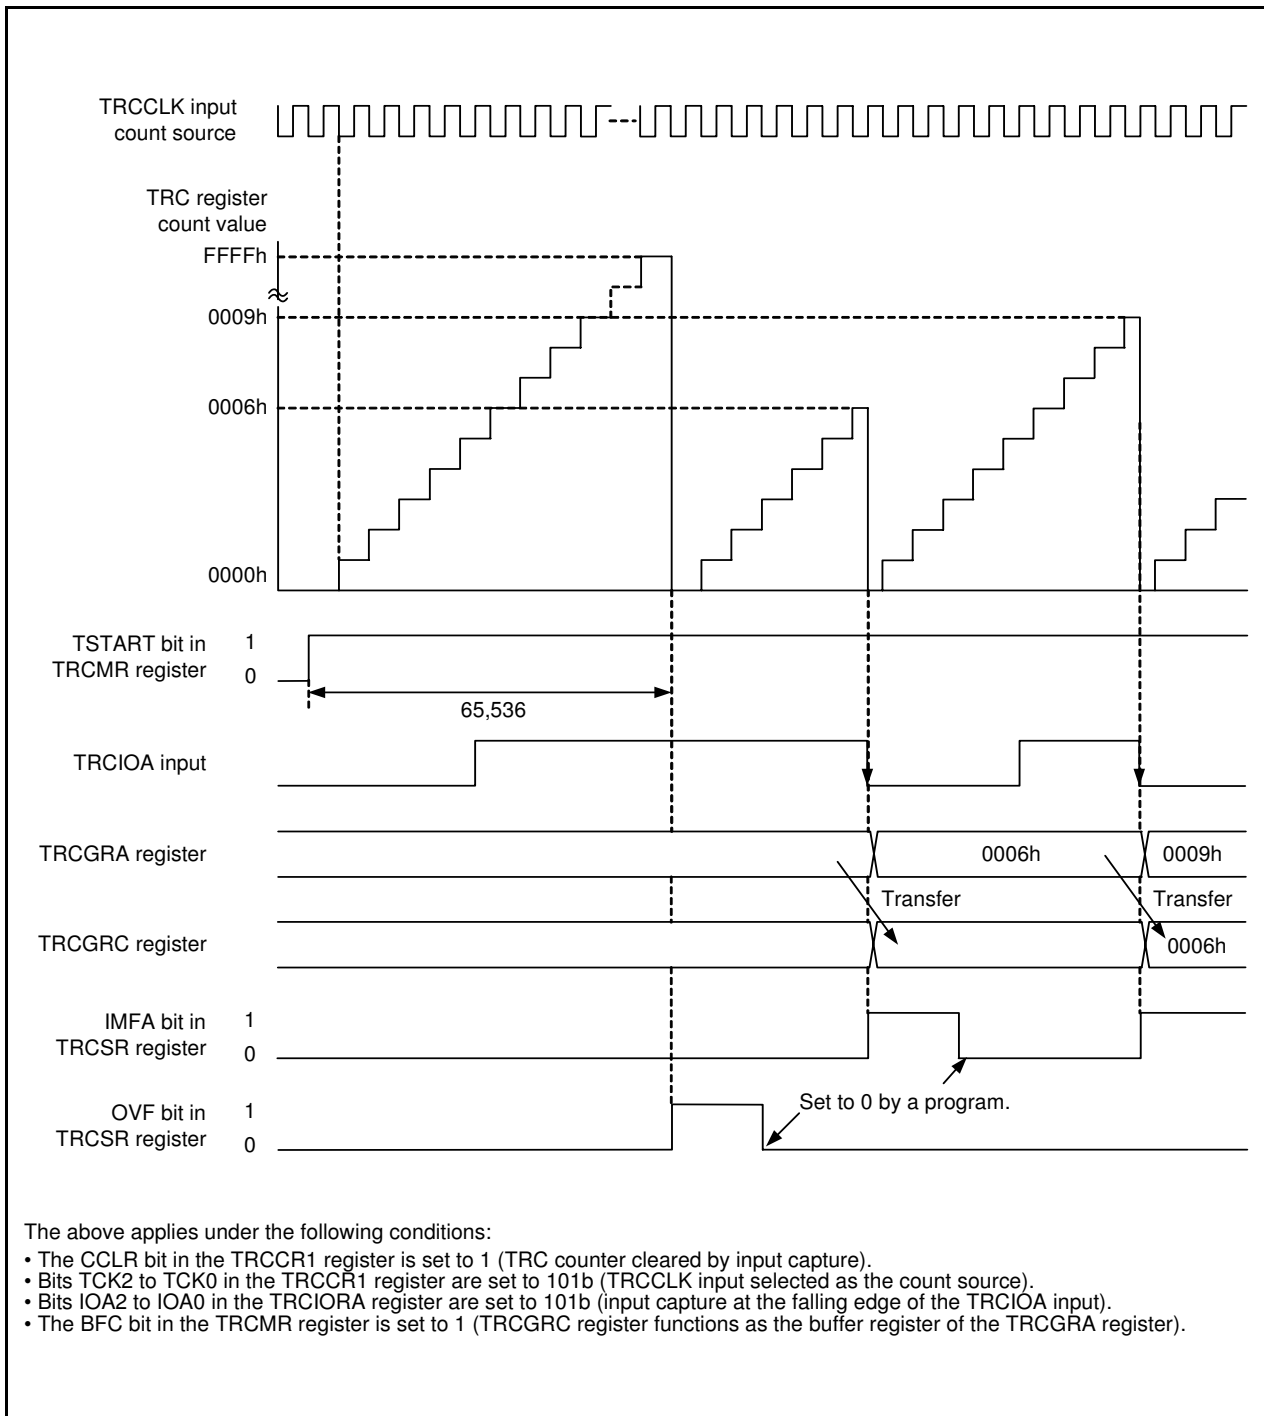 TRCCLK input
count source
TRC register
count value
FFFFh
0009h
0006h
0000h
TSTART bit in
TRCMR register
1
0
65,536
TRCIOA input
TRCGRA register
0006h
0009h
Transfer
Transfer
TRCGRC register
0006h
IMFA bit in
TRCSR register
1
0
Set to 0 by a program.
OVF bit in
TRCSR register
1
0
The above applies under the following conditions:
• The CCLR bit in the TRCCR1 register is set to 1 (TRC counter cleared by input capture).
• Bits TCK2 to TCK0 in the TRCCR1 register are set to 101b (TRCCLK input selected as the count source).
• Bits IOA2 to IOA0 in the TRCIORA register are set to 101b (input capture at the falling edge of the TRCIOA input).
• The BFC bit in the TRCMR register is set to 1 (TRCGRC register functions as the buffer register of the TRCGRA register).